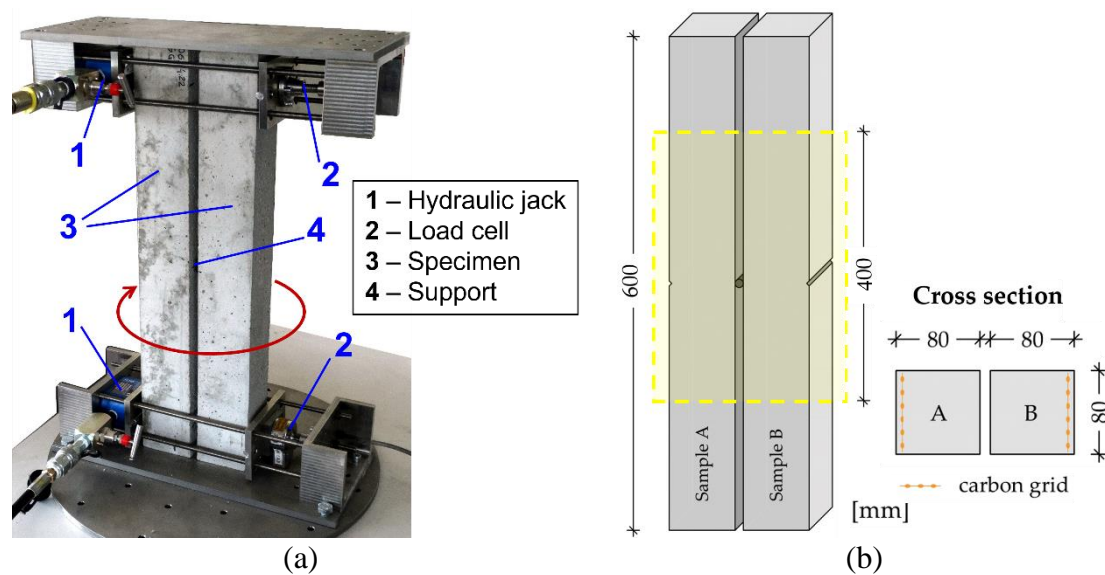 1
2
3
4
1
2
1 – Hydraulic jack
2 – Load cell
3 – Specimen
4 – Support
(a)
600
400
Sample A
Sample B
Cross section
80
80
A
B
80
carbon grid
[mm]
(b)